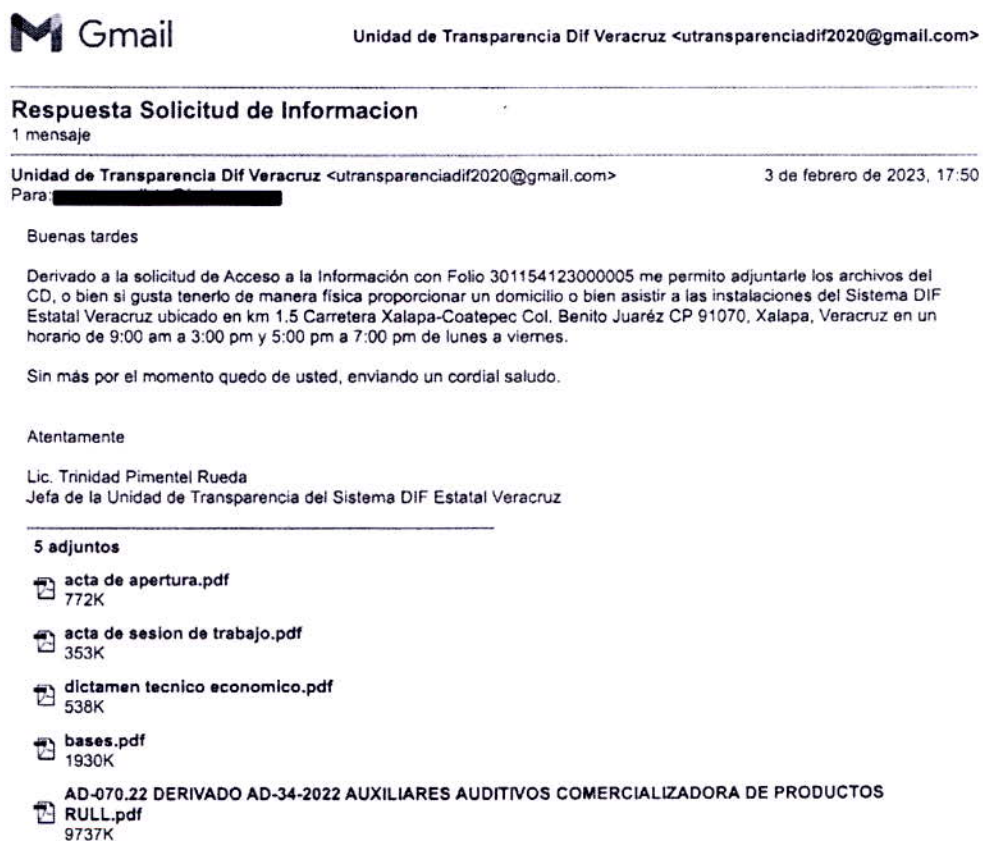 Gmail
Unidad de Transparencia Dif Veracruz <utransparenciadif2020@gmail.com>
Respuesta Solicitud de Informacion
1 mensaje
Unidad de Transparencia Dif Veracruz <utransparenciadif2020@gmail.com>
3 de febrero de 2023, 17:50
Para:
Buenas tardes
Derivado a la solicitud de Acceso a la Información con Folio 301154123000005 me permito adjuntarle los archivos del
CD, o bien si gusta tenerlo de manera física proporcionar un domicilio o bien asistir a las instalaciones del Sistema DIF
Estatal Veracruz ubicado en km 1.5 Carretera Xalapa-Coatepec Col. Benito Juaréz CP 91070, Xalapa, Veracruz en un
horario de 9:00 am a 3:00 pm y 5:00 pm a 7:00 pm de lunes a viernes.
Sin más por el momento quedo de usted, enviando un cordial saludo.
Atentamente
Lic. Trinidad Pimentel Rueda
Jefa de la Unidad de Transparencia del Sistema DIF Estatal Veracruz
5 adjuntos
acta de apertura.pdf
772K
acta de sesion de trabajo.pdf
353K
dictamen tecnico economico.pdf
538K
bases.pdf
1930K
AD-070.22 DERIVADO AD-34-2022 AUXILIARES AUDITIVOS COMERCIALIZADORA DE PRODUCTOS
RULL.pdf
9737K